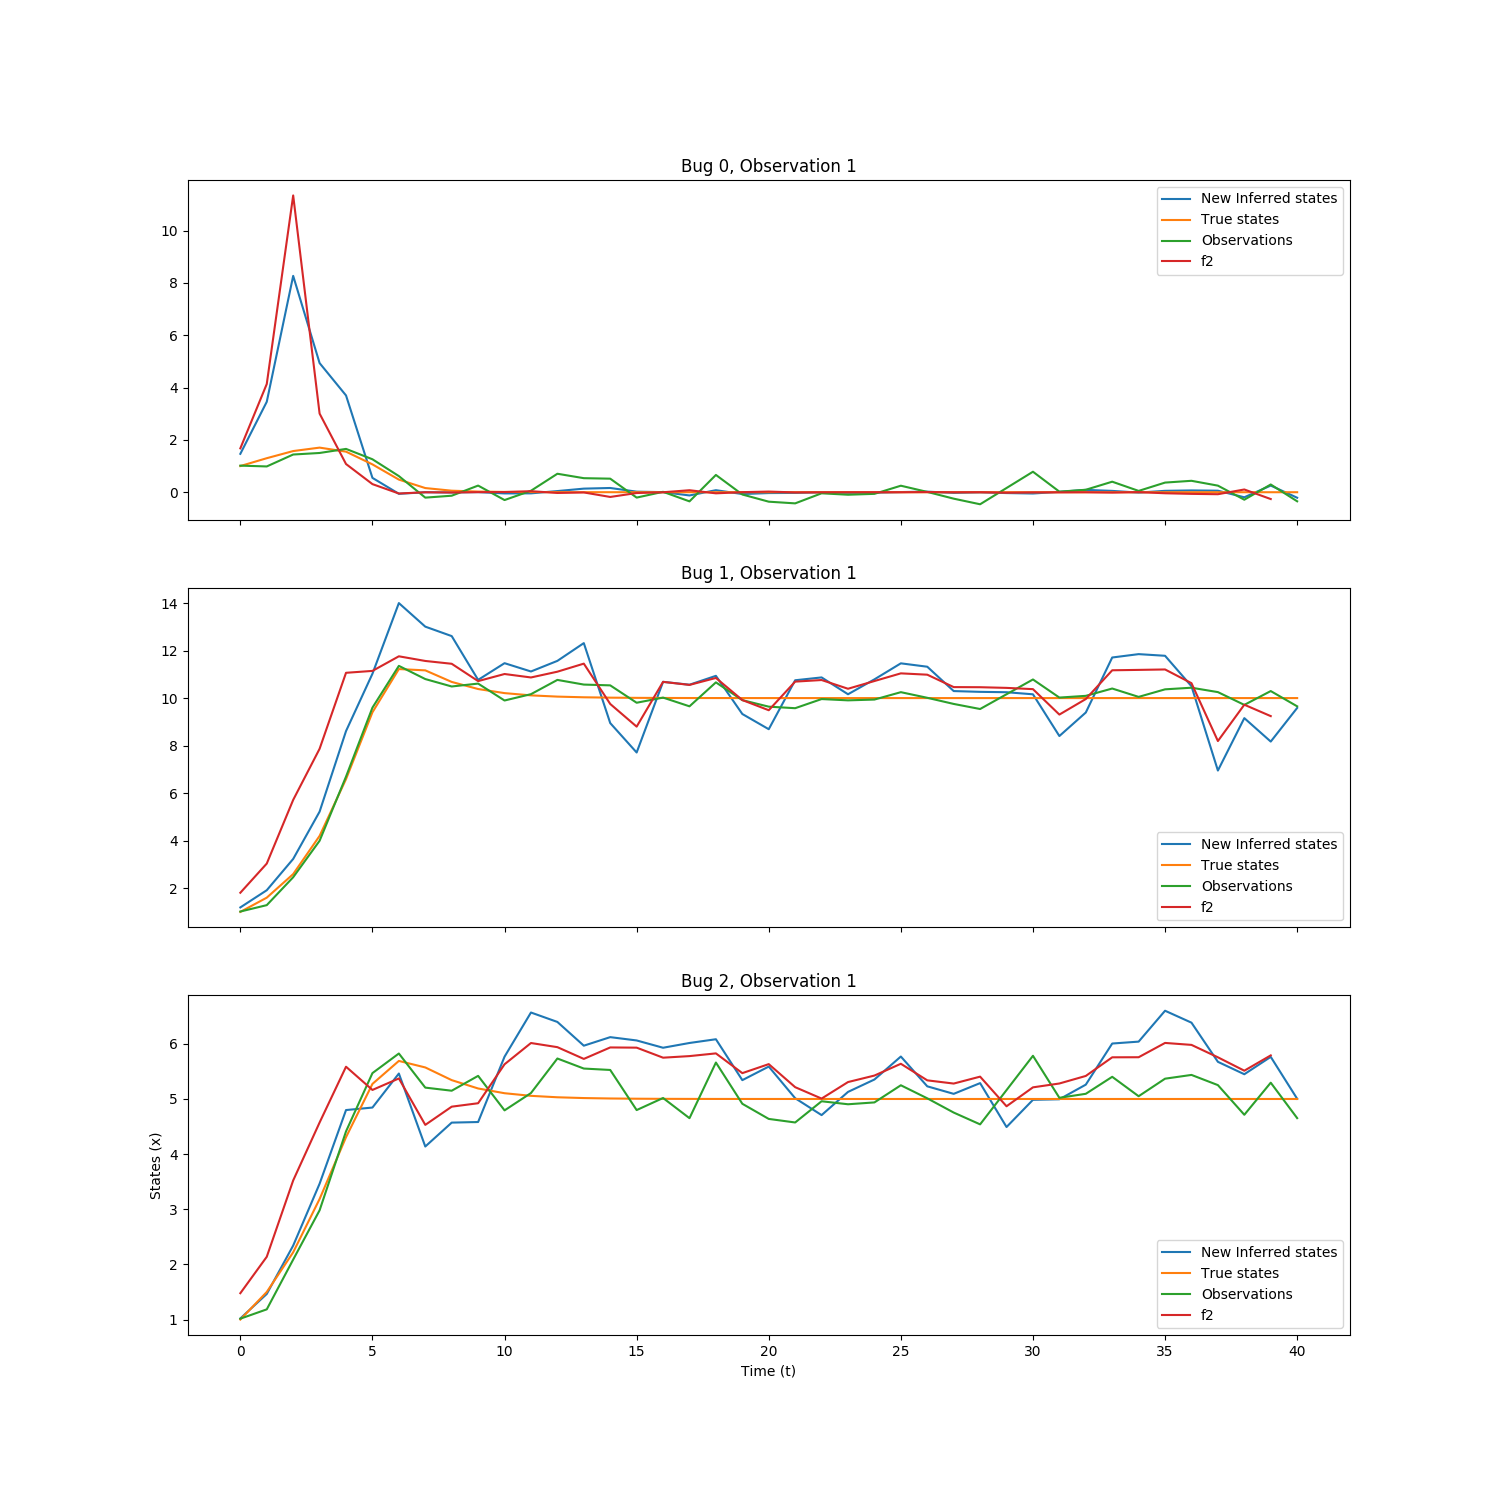 Bug 0, Observation 1
10
8
6
4
2
0
New Inferred states
True states
Observations
f2
Bug 1, Observation 1
14
12
10
8
6
4
2
New Inferred states
True states
Observations
f2
Bug 2, Observation 1
6
5
4
3
2
1
States (x)
New Inferred states
True states
Observations
f2
0 5 10 15 20 25 30 35 40
Time (t)